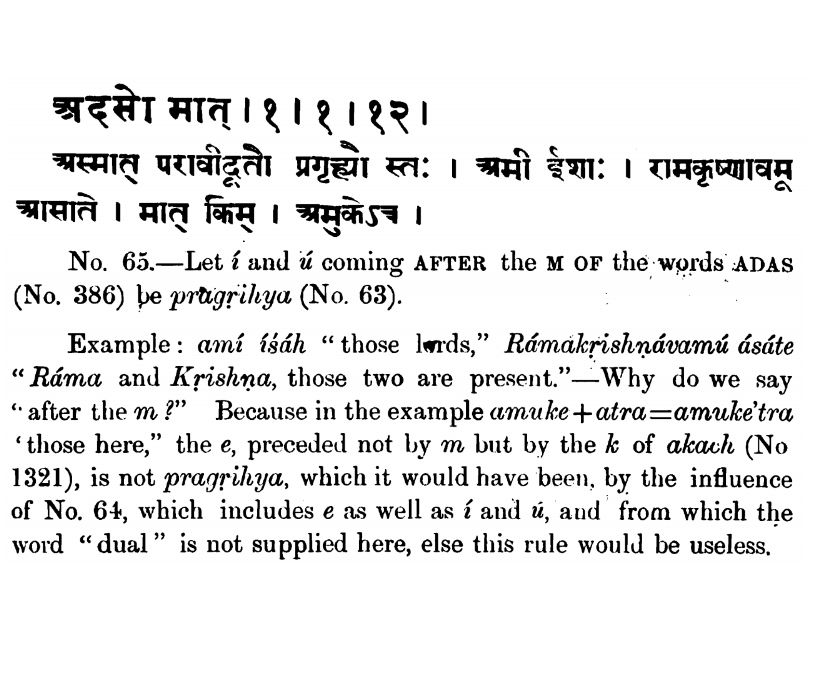 अदसो मात् । १ । १ । १२ ।
अस्मात् परावीदूतौ प्रगृह्यौ स्तः । अमी ईशाः । रामकृष्णावमू
आसाते । मात् किम् । अमुकेऽत्र ।
No. 65.—Let í and ú coming AFTER the M OF the words ADAS
(No. 386) be pragṛihya (No. 63).
Example: amí íśáh “those lords,” Rámakṛishṇávamú ásáte
“Ráma and Kṛishṇa, those two are present.”—Why do we say
“after the m?” Because in the example amuke+atra=amuke’tra
‘those here,” the e, preceded not by m but by the k of akach (No
1321), is not pragṛihya, which it would have been, by the influence
of No. 64, which includes e as well as í and ú, and from which the
word “dual” is not supplied here, else this rule would be useless.